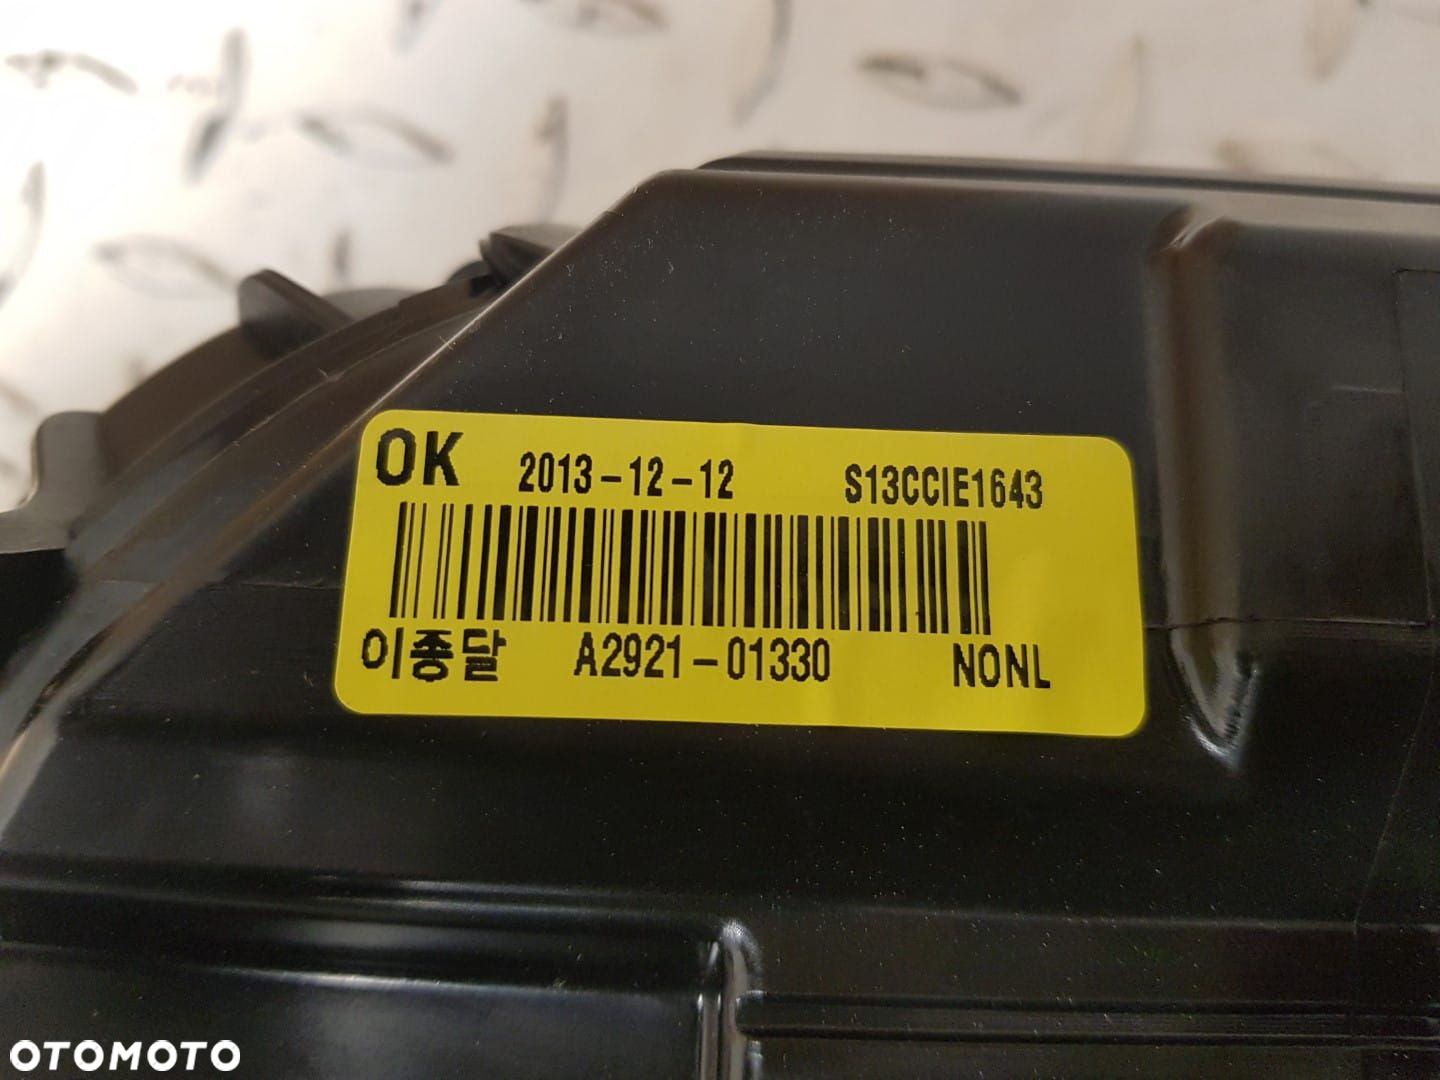 OK 2013-12-12 S13CCIE1643
이종달 A2921-01330 NONL
OTOMOTO